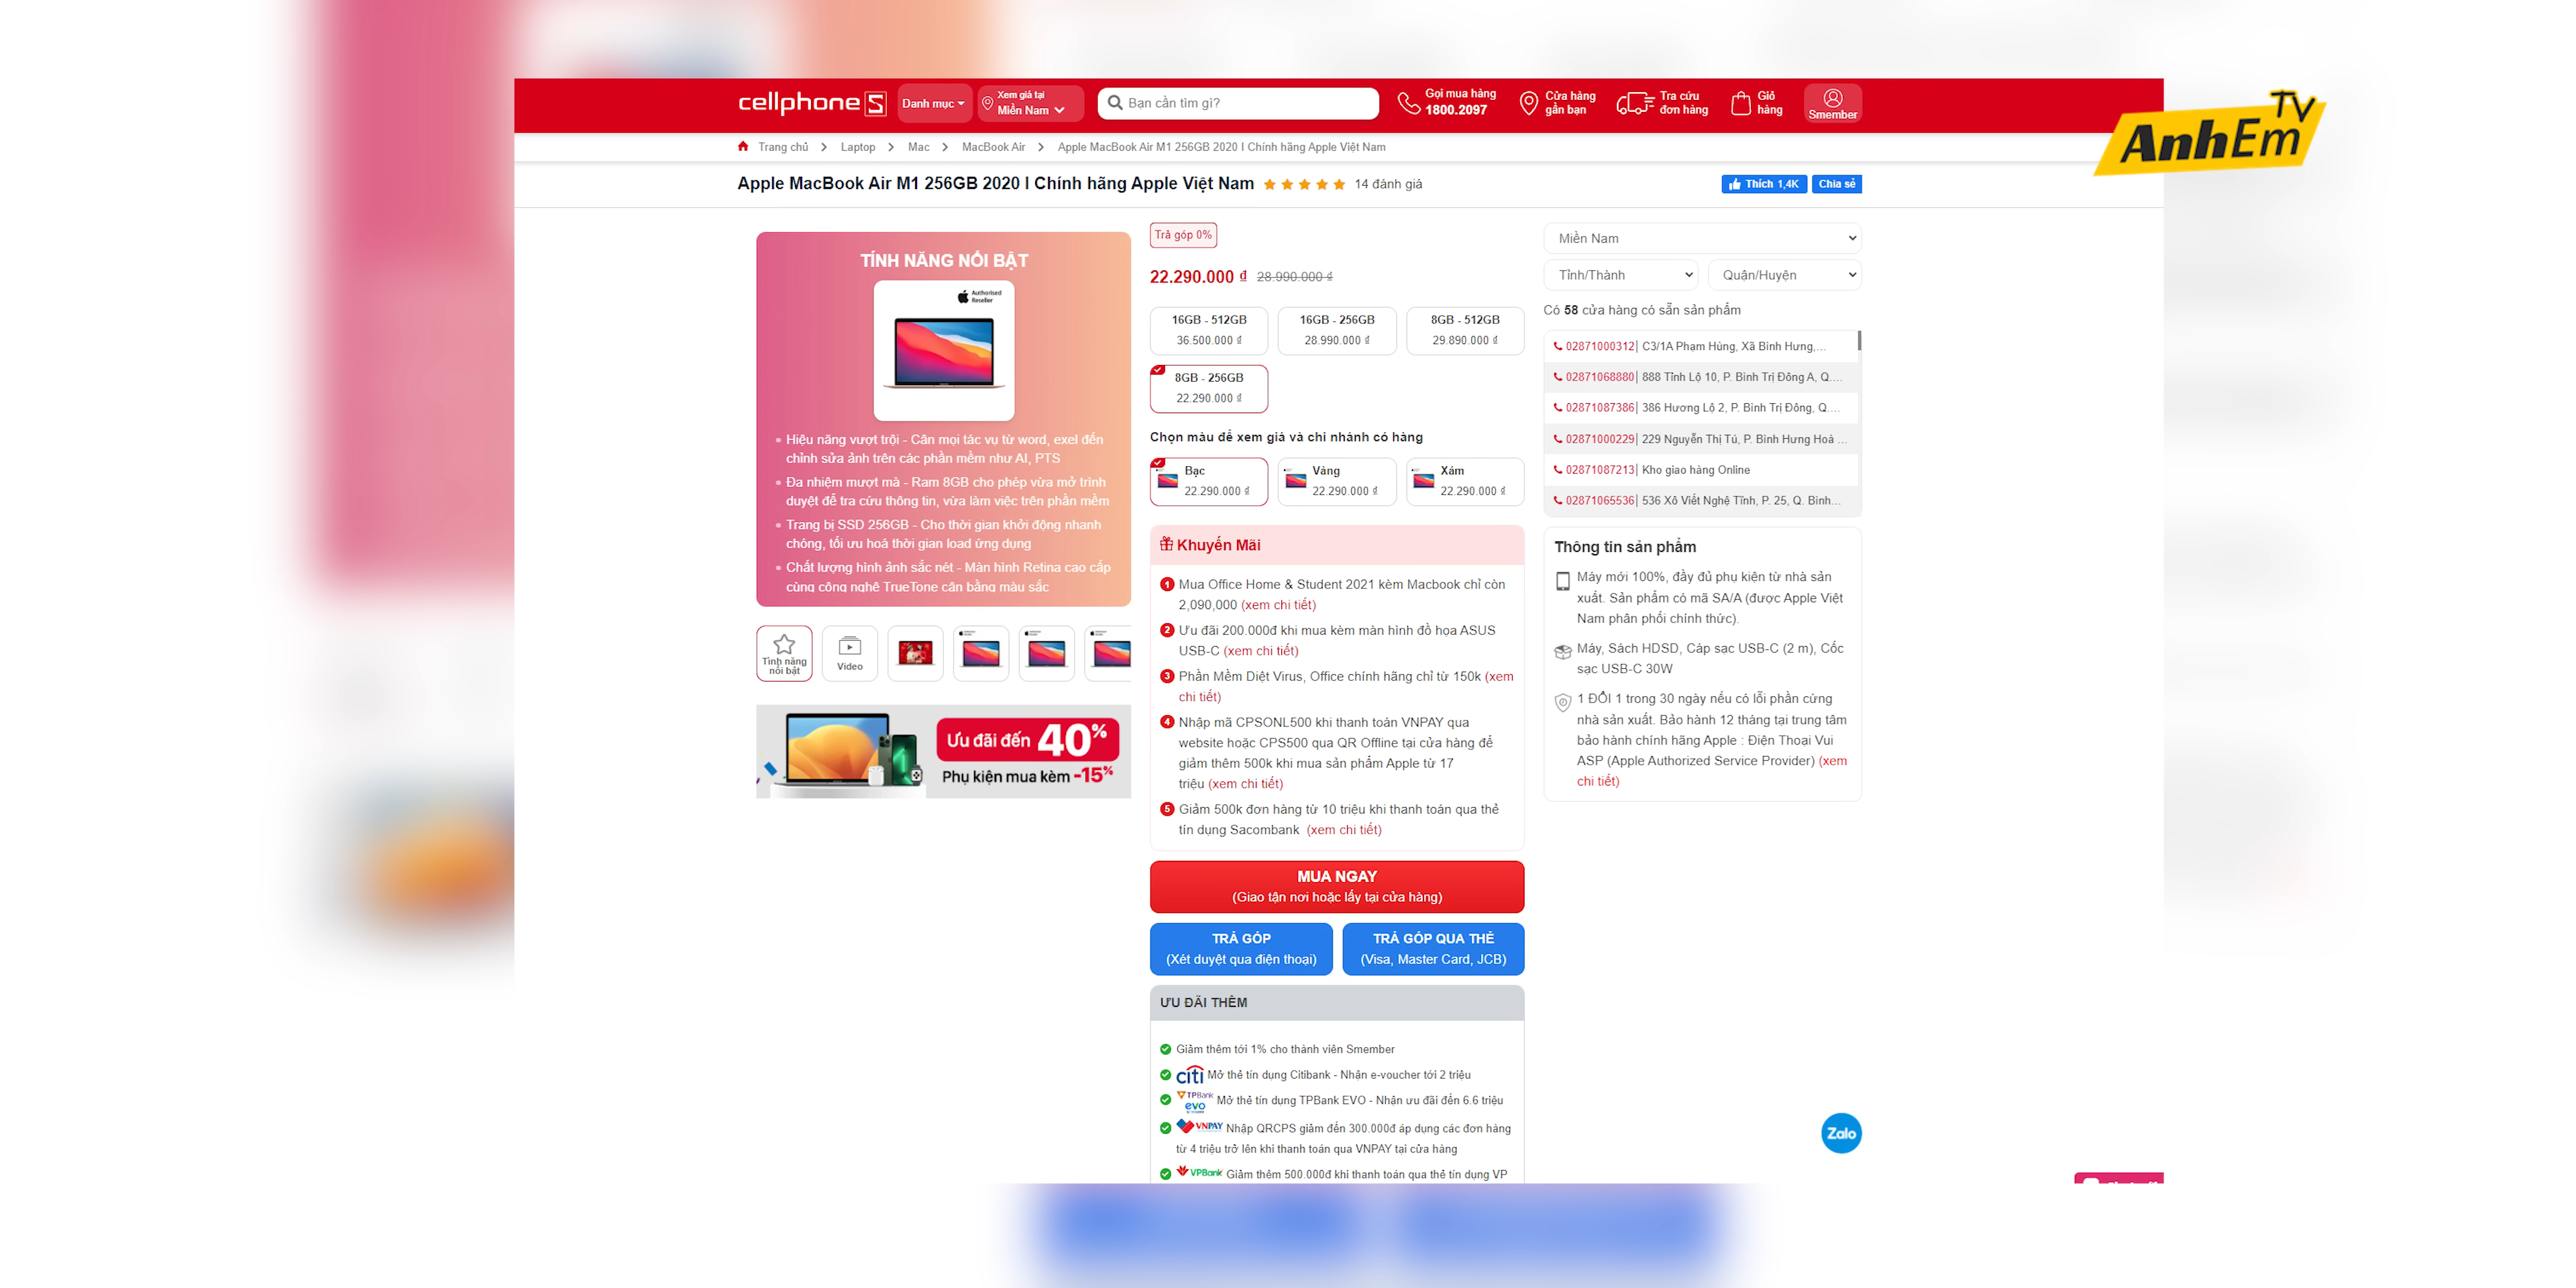 cellphoneS
Danh mục
Xem giá tại
Miền Nam
Bạn cần tìm gì?
Gọi mua hàng
1800.2097
Cửa hàng
gần bạn
Tra cứu
đơn hàng
Giỏ
hàng
Smember
AnhEm
TV
Trang chủ
Laptop
Mac
MacBook Air
Apple MacBook Air M1 256GB 2020 I Chính hãng Apple Việt Nam
Apple MacBook Air M1 256GB 2020 I Chính hãng Apple Việt Nam
14 đánh giá
Thích 1,4K
Chia sẻ
TÍNH NĂNG NỔI BẬT
Authorised
Reseller
Hiệu năng vượt trội - Cân mọi tác vụ từ word, exel đến
chỉnh sửa ảnh trên các phần mềm như AI, PTS
Đa nhiệm mượt mà - Ram 8GB cho phép vừa mở trình
duyệt để tra cứu thông tin, vừa làm việc trên phần mềm
Trang bị SSD 256GB - Cho thời gian khởi động nhanh
chóng, tối ưu hoá thời gian load ứng dụng
Chất lượng hình ảnh sắc nét - Màn hình Retina cao cấp
cùng công nghệ TrueTone cân bằng màu sắc
Tính năng
nổi bật
Video
Ưu đãi đến 40%
Phụ kiện mua kèm -15%
Trả góp 0%
22.290.000 ₫ 28.990.000 ₫
16GB - 512GB
36.500.000 ₫
16GB - 256GB
28.990.000 ₫
8GB - 512GB
29.890.000 ₫
8GB - 256GB
22.290.000 ₫
Chọn màu để xem giá và chi nhánh có hàng
Bạc
22.290.000 ₫
Vàng
22.290.000 ₫
Xám
22.290.000 ₫
Khuyến Mãi
1 Mua Office Home & Student 2021 kèm Macbook chỉ còn
2,090,000 (xem chi tiết)
2 Ưu đãi 200.000đ khi mua kèm màn hình đồ họa ASUS
USB-C (xem chi tiết)
3 Phần Mềm Diệt Virus, Office chính hãng chỉ từ 150k (xem
chi tiết)
4 Nhập mã CPSONL500 khi thanh toán VNPAY qua
website hoặc CPS500 qua QR Offline tại cửa hàng để
giảm thêm 500k khi mua sản phẩm Apple từ 17
triệu (xem chi tiết)
5 Giảm 500k đơn hàng từ 10 triệu khi thanh toán qua thẻ
tín dụng Sacombank (xem chi tiết)
MUA NGAY
(Giao tận nơi hoặc lấy tại cửa hàng)
TRẢ GÓP
(Xét duyệt qua điện thoại)
TRẢ GÓP QUA THẺ
(Visa, Master Card, JCB)
ƯU ĐÃI THÊM
Giảm thêm tới 1% cho thành viên Smember
citi Mở thẻ tín dụng Citibank - Nhận e-voucher tới 2 triệu
TPBank evo Mở thẻ tín dụng TPBank EVO - Nhận ưu đãi đến 6.6 triệu
VNPAY Nhập QRCPS giảm đến 300.000đ áp dụng các đơn hàng
từ 4 triệu trở lên khi thanh toán qua VNPAY tại cửa hàng
VPBank Giảm thêm 500.000đ khi thanh toán qua thẻ tín dụng VP
Miền Nam
Tỉnh/Thành
Quận/Huyện
Có 58 cửa hàng có sẵn sản phẩm
02871000312| C3/1A Phạm Hùng, Xã Bình Hưng,...
02871068880| 888 Tỉnh Lộ 10, P. Bình Trị Đông A, Q....
02871087386| 386 Hương Lộ 2, P. Bình Trị Đông, Q....
02871000229| 229 Nguyễn Thị Tú, P. Bình Hưng Hoà ...
02871087213| Kho giao hàng Online
02871065536| 536 Xô Viết Nghệ Tĩnh, P. 25, Q. Bình...
Thông tin sản phẩm
Máy mới 100%, đầy đủ phụ kiện từ nhà sản
xuất. Sản phẩm có mã SA/A (được Apple Việt
Nam phân phối chính thức).
Máy, Sách HDSD, Cáp sạc USB-C (2 m), Cốc
sạc USB-C 30W
1 ĐỔI 1 trong 30 ngày nếu có lỗi phần cứng
nhà sản xuất. Bảo hành 12 tháng tại trung tâm
bảo hành chính hãng Apple : Điện Thoại Vui
ASP (Apple Authorized Service Provider) (xem
chi tiết)
Zalo